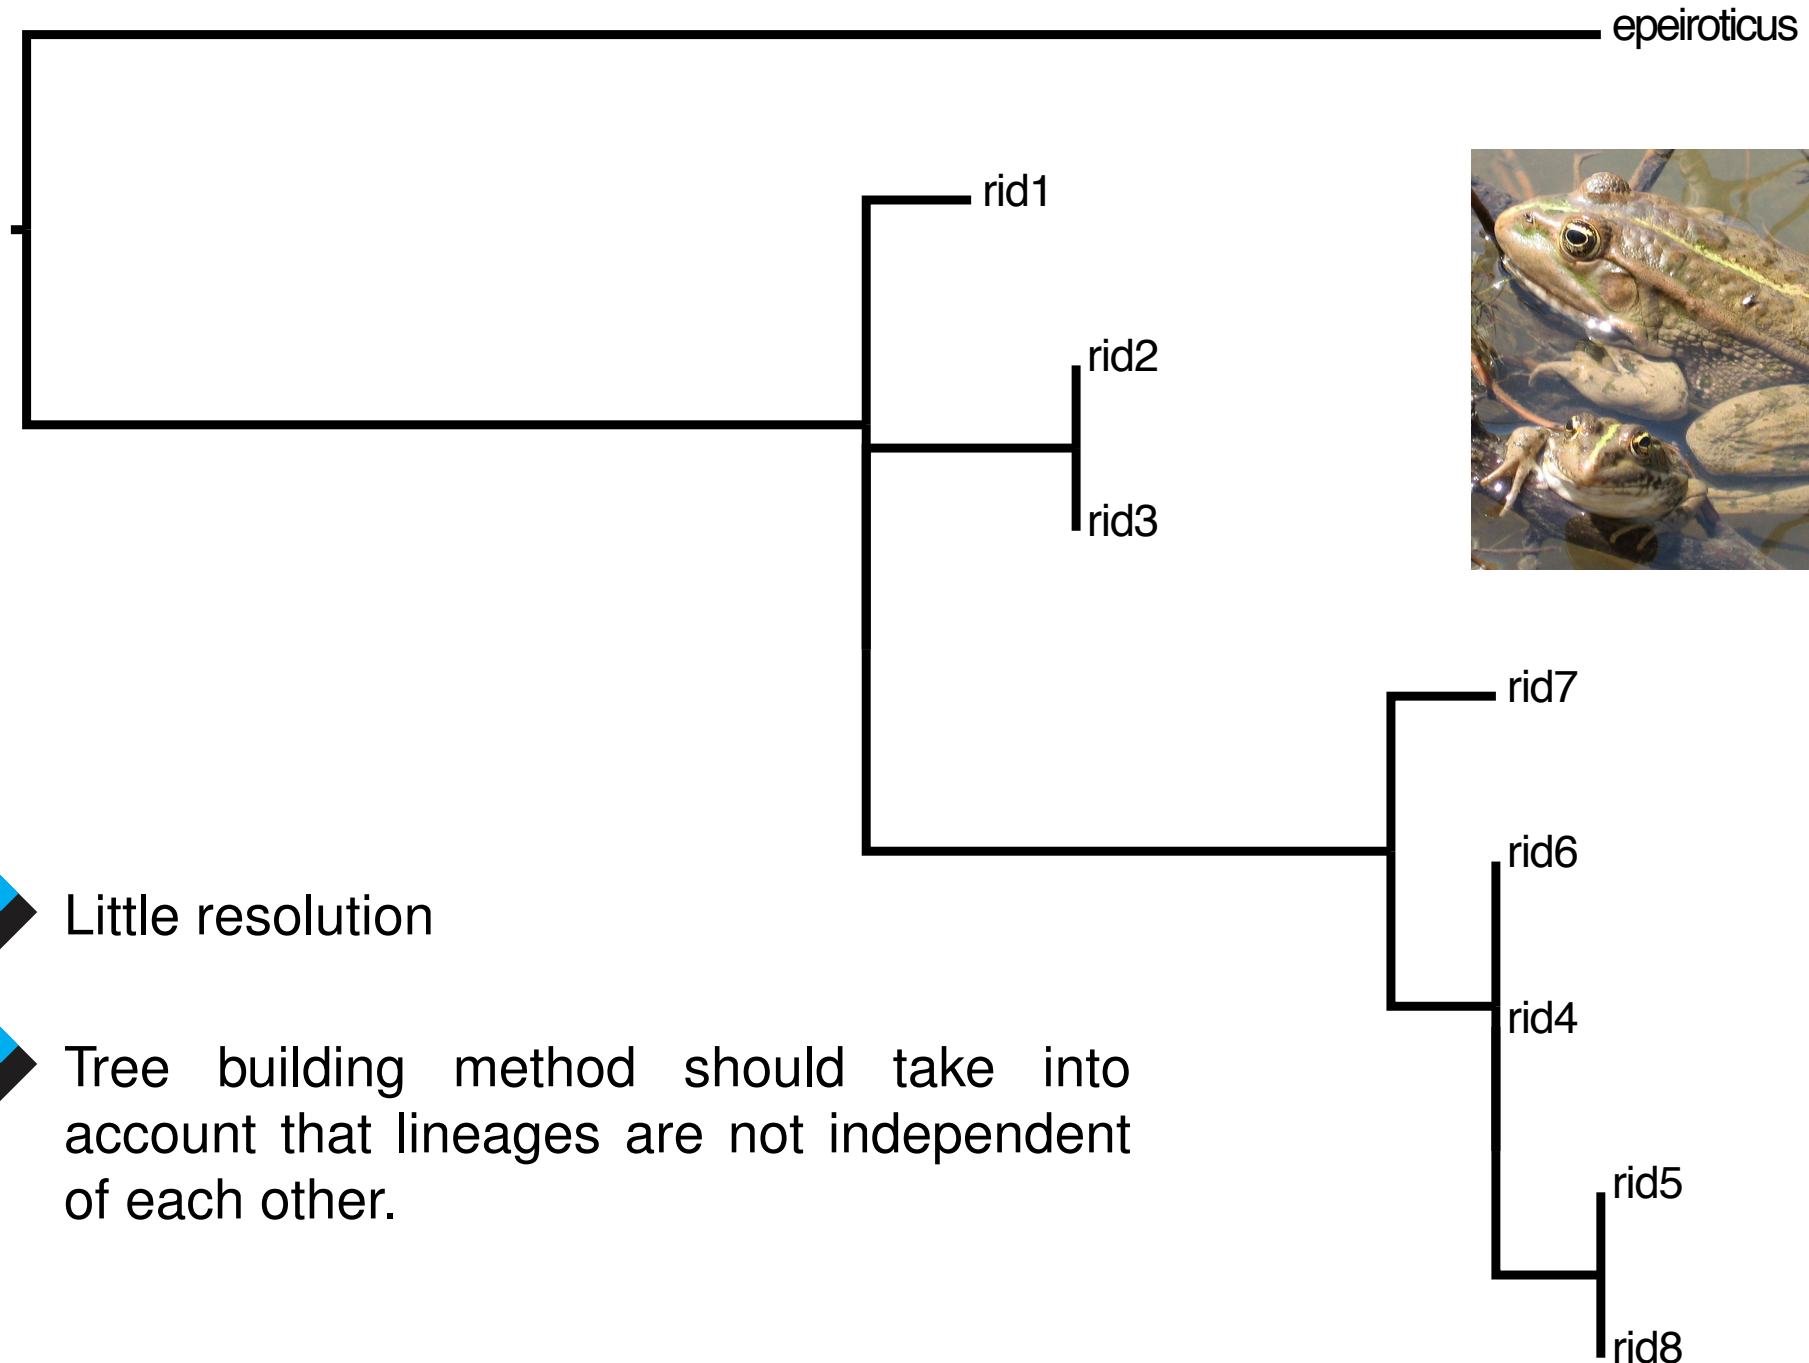 epeiroticus
rid1
rid2
rid3
rid7
rid6
rid4
rid5
rid8
Little resolution
Tree building method should take into
account that lineages are not independent
of each other.